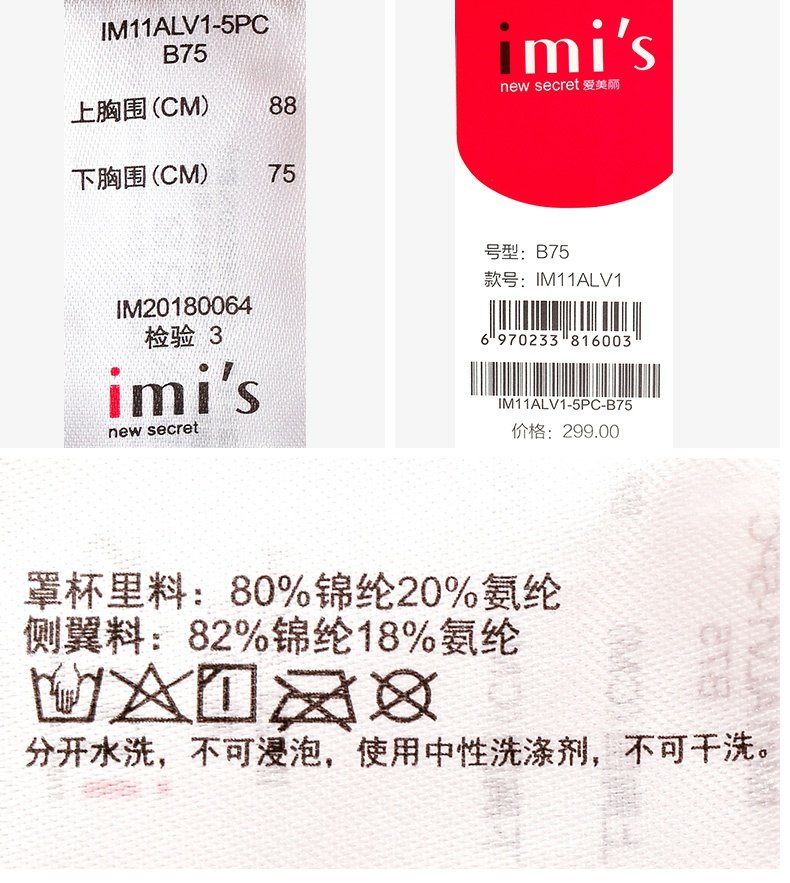 IM11ALV1-5PC
B75
上胸围(CM) 88
下胸围(CM) 75
IM20180064
检验 3
imi's
new secret
imi's
new secret 爱美丽
号型：B75
款号：IM11ALV1
6 970233 816003
IM11ALV1-5PC-B75
价格：299.00
罩杯里料：80%锦纶20%氨纶
侧翼料：82%锦纶18%氨纶
分开水洗，不可浸泡，使用中性洗涤剂，不可干洗。